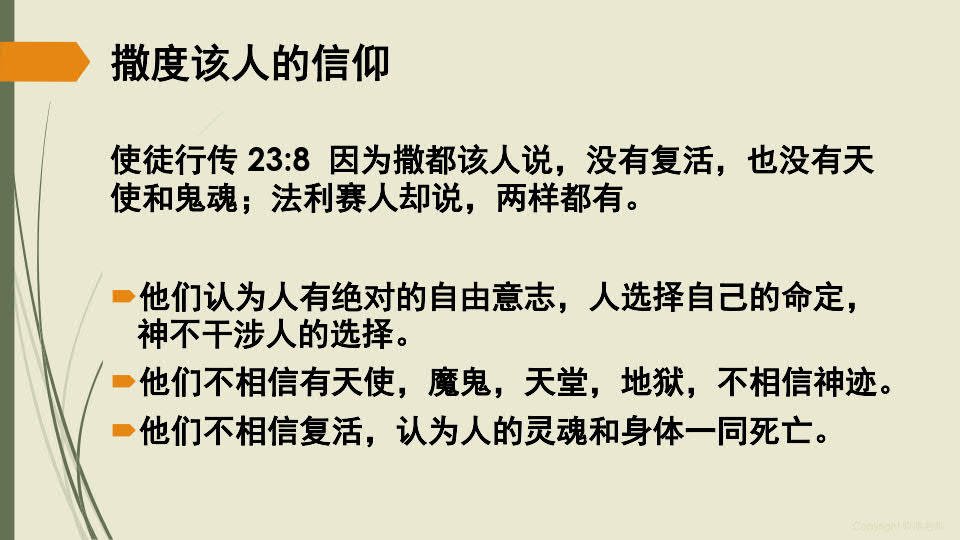 撒度该人的信仰
使徒行传 23:8 因为撒都该人说，没有复活，也没有天
使和鬼魂；法利赛人却说，两样都有。
他们认为人有绝对的自由意志，人选择自己的命定，
神不干涉人的选择。
他们不相信有天使，魔鬼，天堂，地狱，不相信神迹。
他们不相信复活，认为人的灵魂和身体一同死亡。
Copyright